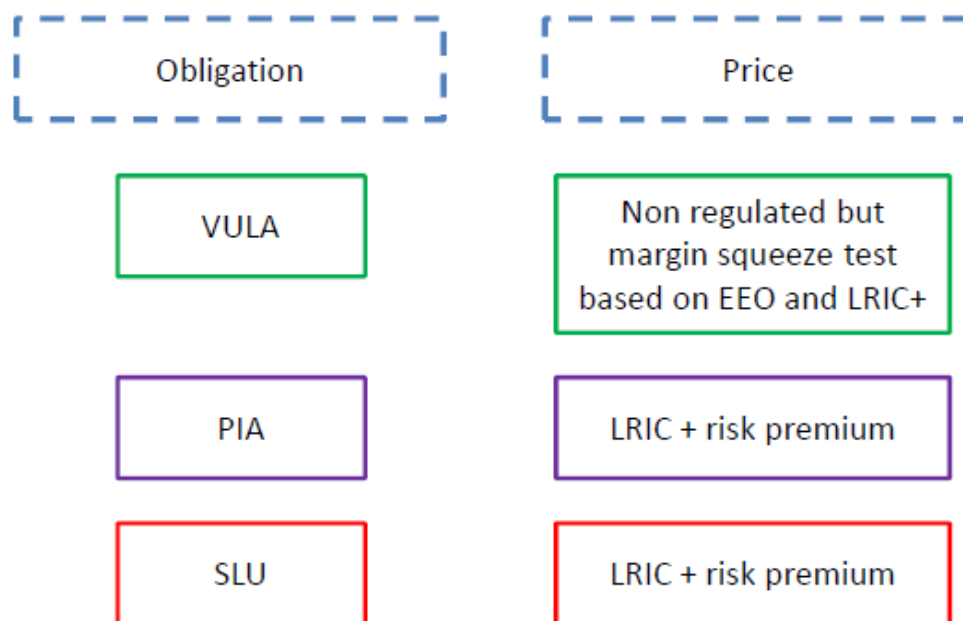 Obligation
Price
VULA
Non regulated but
margin squeeze test
based on EEO and LRIC+
PIA
LRIC + risk premium
SLU
LRIC + risk premium